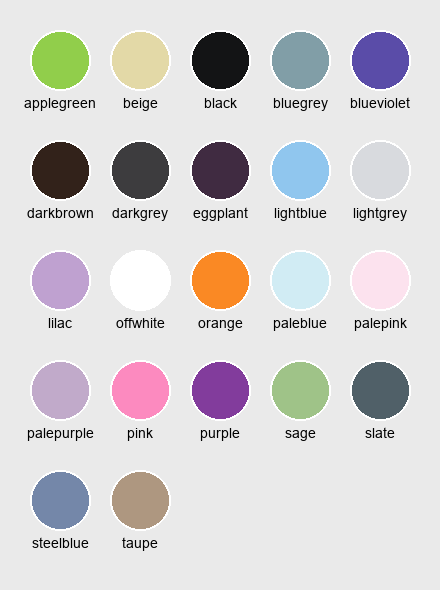 applegreen beige black bluegrey blueviolet
darkbrown darkgrey eggplant lightblue lightgrey
lilac offwhite orange paleblue palepink
palepurple pink purple sage slate
steelblue taupe